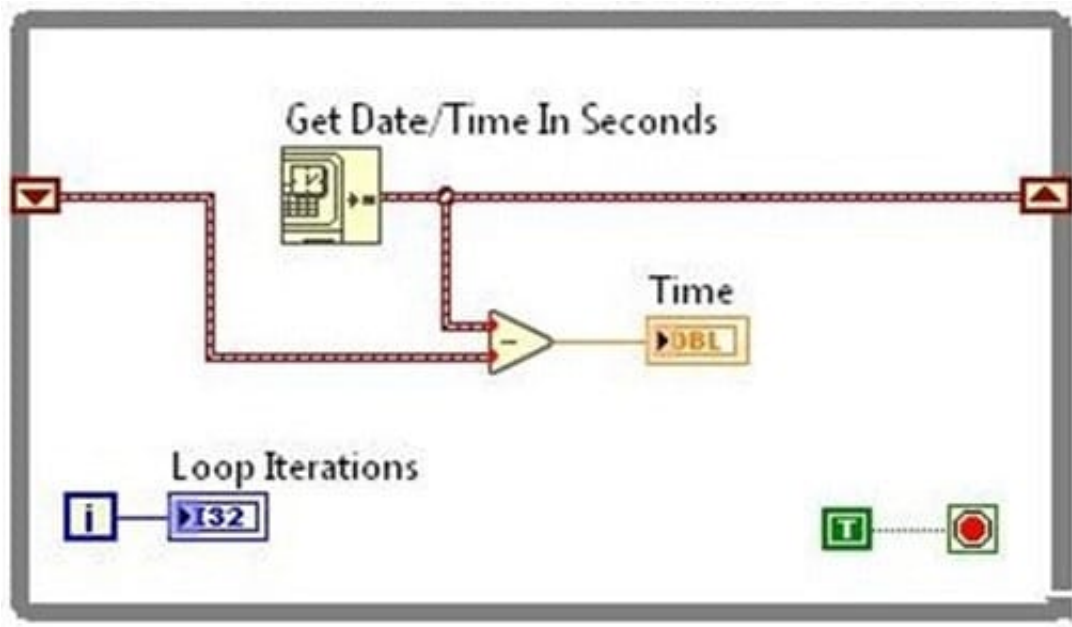 Get Date/Time In Seconds
Time
DBL
Loop Iterations
i
I32
T